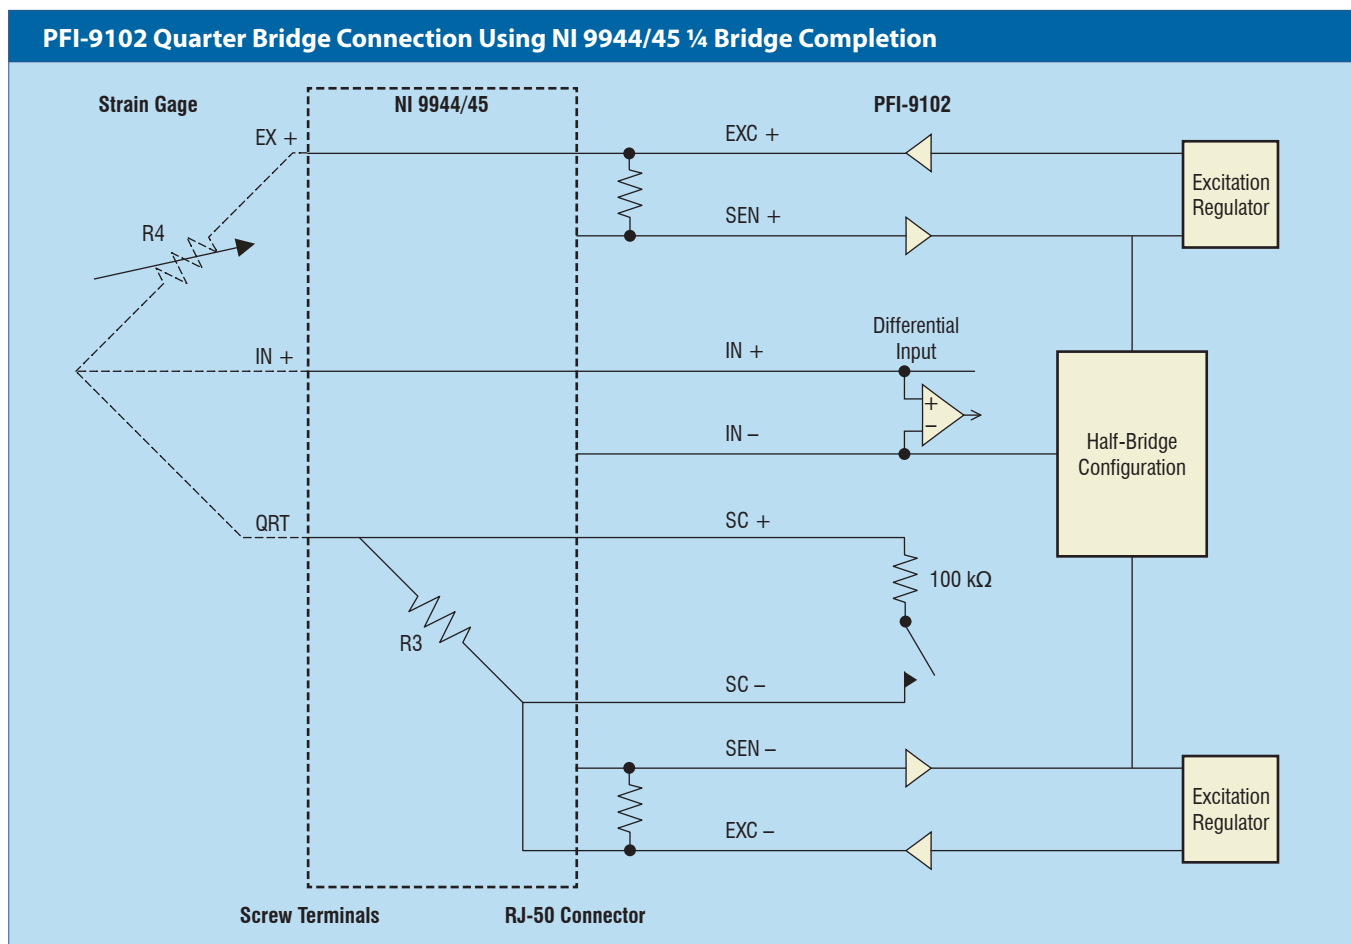 PFI-9102 Quarter Bridge Connection Using NI 9944/45 ¼ Bridge Completion
Strain Gage
NI 9944/45
PFI-9102
EX +
EXC +
Excitation
Regulator
R4
SEN +
Differential
Input
IN +
IN +
+
−
IN –
Half-Bridge
Configuration
QRT
SC +
100 kΩ
R3
SC –
SEN –
Excitation
Regulator
EXC –
Screw Terminals
RJ-50 Connector